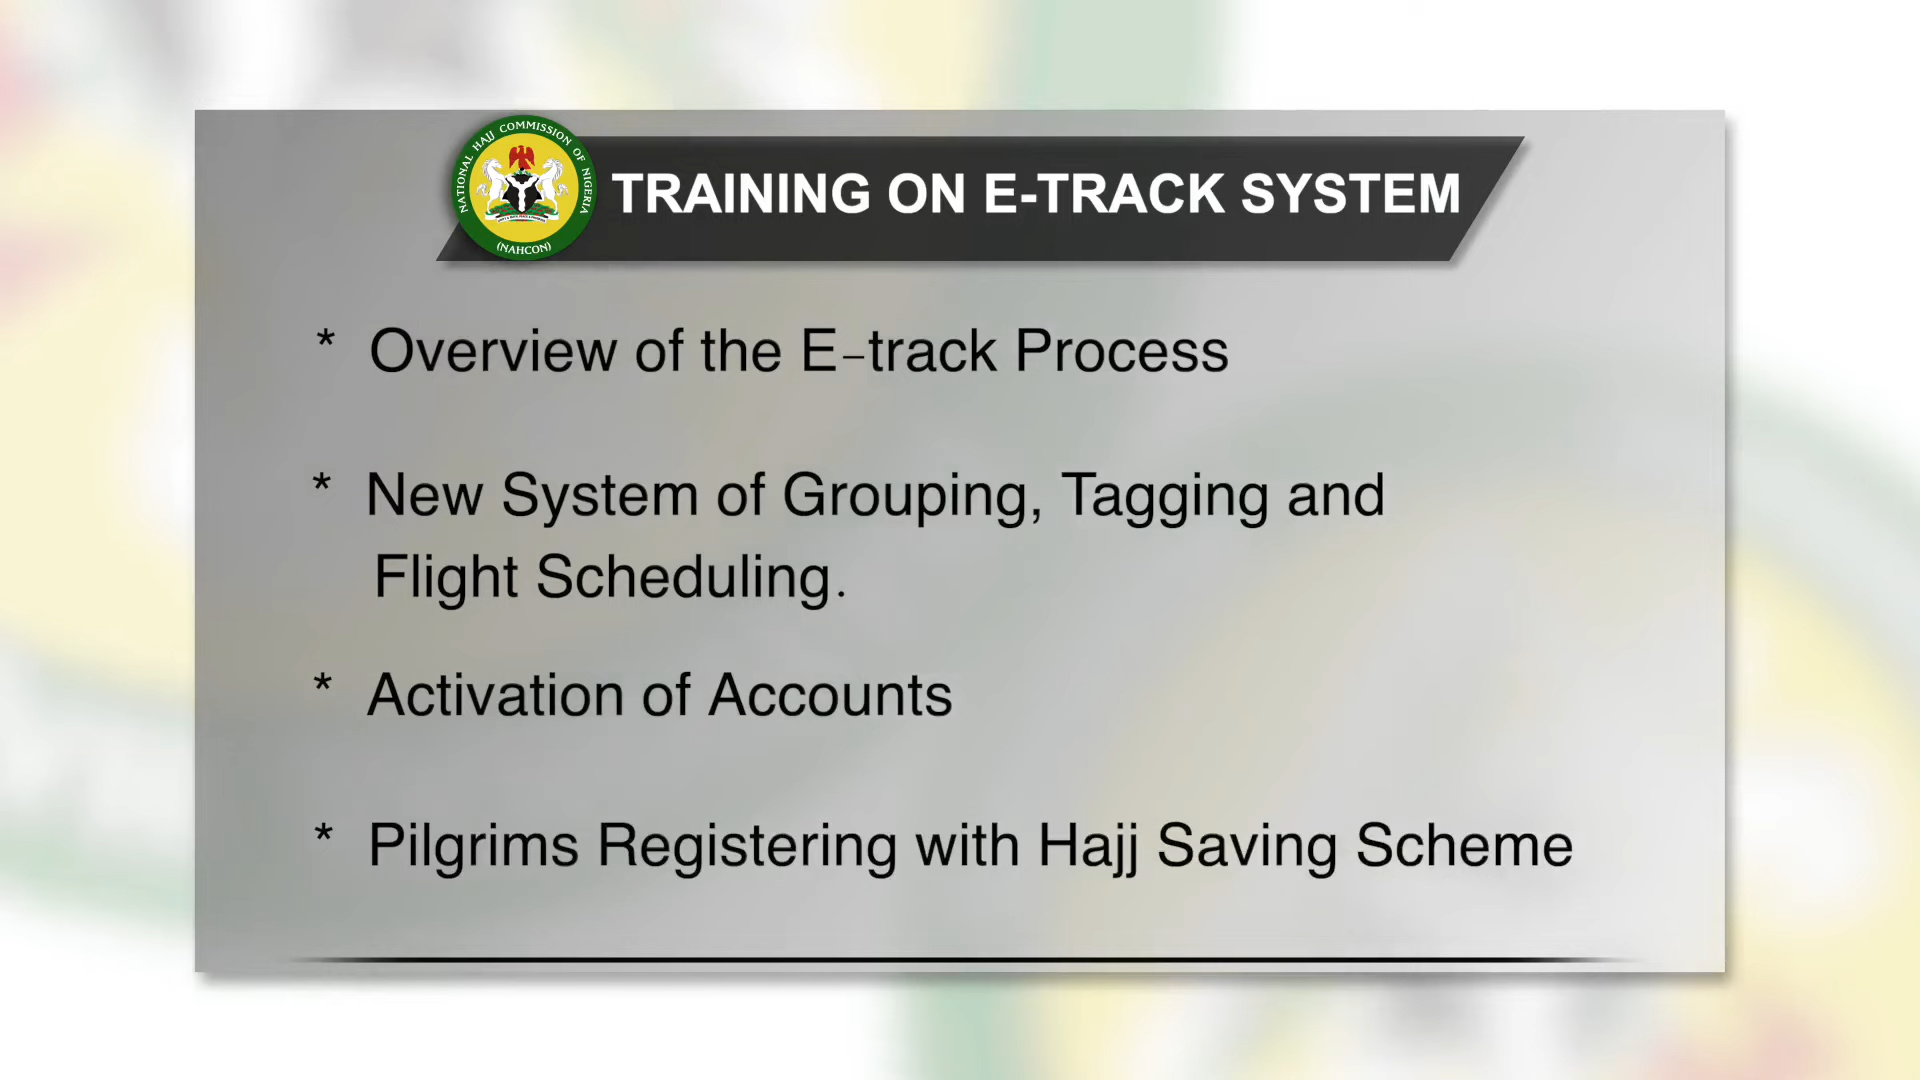 NATIONAL HAJJ COMMISSION OF NIGERIA
(NAHCON)
TRAINING ON E-TRACK SYSTEM
* Overview of the E-track Process
* New System of Grouping, Tagging and
Flight Scheduling.
* Activation of Accounts
* Pilgrims Registering with Hajj Saving Scheme